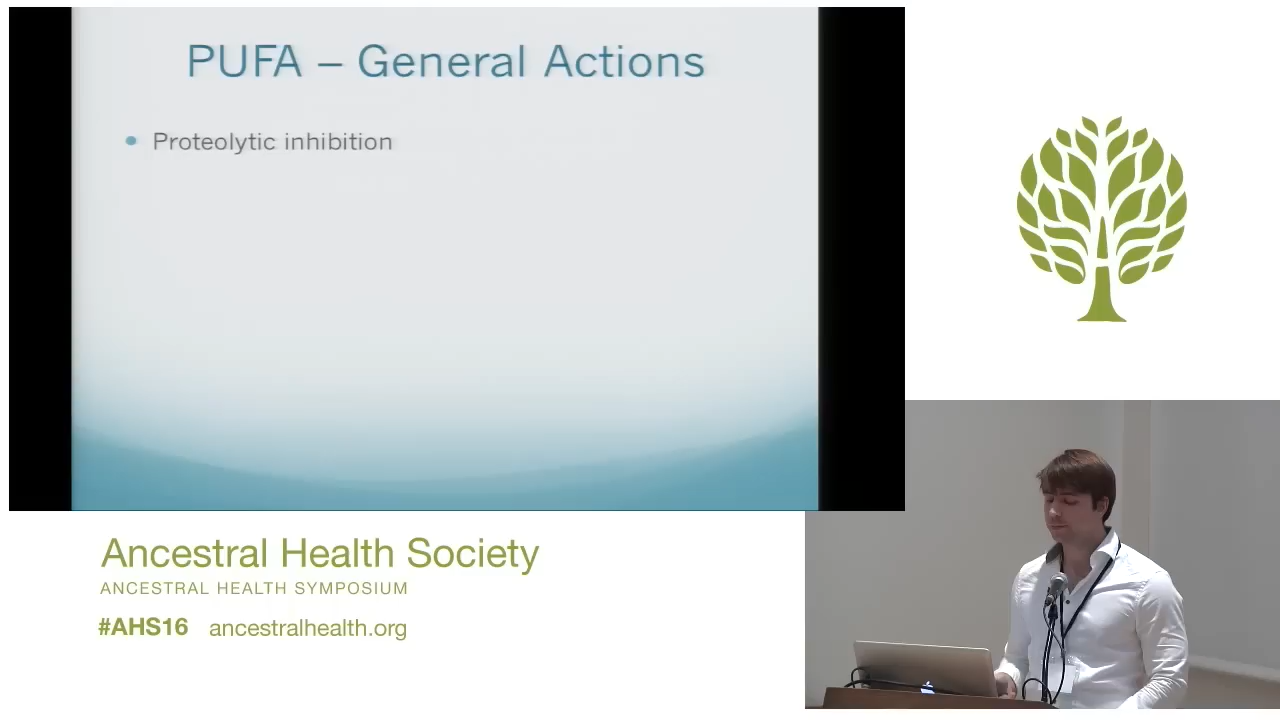 PUFA – General Actions
• Proteolytic inhibition
Ancestral Health Society
ANCESTRAL HEALTH SYMPOSIUM
#AHS16 ancestralhealth.org